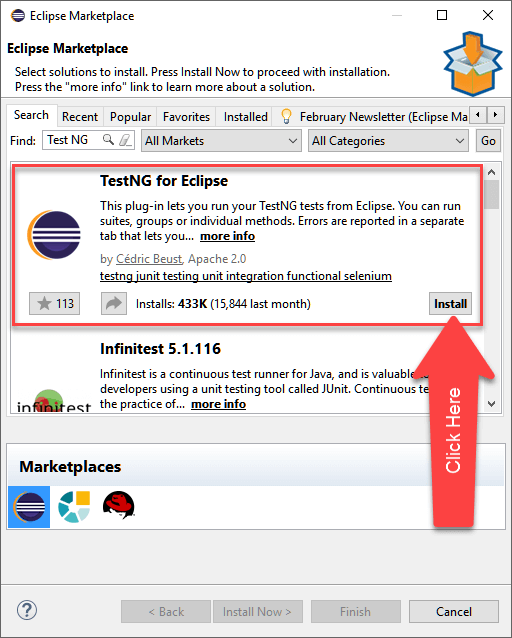 Eclipse Marketplace
Eclipse Marketplace
Select solutions to install. Press Install Now to proceed with installation.
Press the "more info" link to learn more about a solution.
Search Recent Popular Favorites Installed February Newsletter (Eclipse Ma
Find: Test NG All Markets All Categories Go
TestNG for Eclipse
This plug-in lets you run your TestNG tests from Eclipse. You can run
suites, groups or individual methods. Errors are reported in a separate
tab that lets you... more info
by Cédric Beust, Apache 2.0
testng junit testing unit integration functional selenium
113 Installs: 433K (15,844 last month) Install
Infinitest 5.1.116
Infinitest is a continuous test runner for Java, and is valuable
developers using a unit testing tool called JUnit. Continuous te
the practice of... more info
infinitest
Click Here
Marketplaces
? < Back Install Now > Finish Cancel